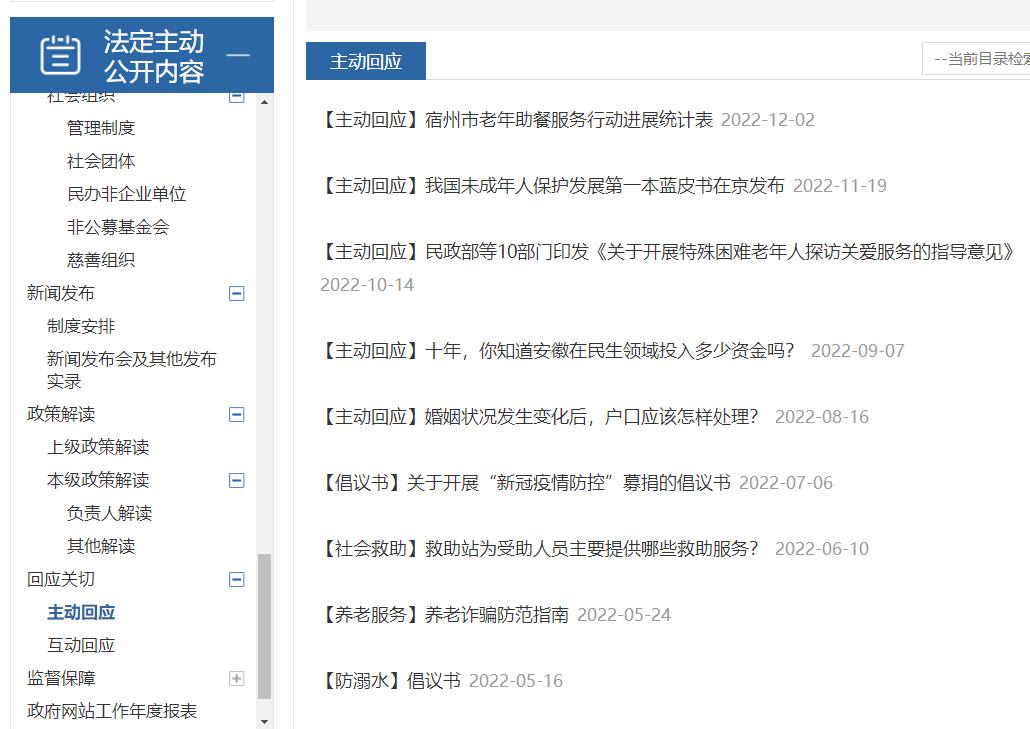 法定主动
公开内容
社会组织
管理制度
社会团体
民办非企业单位
非公募基金会
慈善组织
新闻发布
制度安排
新闻发布会及其他发布
实录
政策解读
上级政策解读
本级政策解读
负责人解读
其他解读
回应关切
主动回应
互动回应
监督保障
政府网站工作年度报表
主动回应
--当前目录检索
【主动回应】宿州市老年助餐服务行动进展统计表 2022-12-02
【主动回应】我国未成年人保护发展第一本蓝皮书在京发布 2022-11-19
【主动回应】民政部等10部门印发《关于开展特殊困难老年人探访关爱服务的指导意见》
2022-10-14
【主动回应】十年，你知道安徽在民生领域投入多少资金吗？ 2022-09-07
【主动回应】婚姻状况发生变化后，户口应该怎样处理？ 2022-08-16
【倡议书】关于开展“新冠疫情防控”募捐的倡议书 2022-07-06
【社会救助】救助站为受助人员主要提供哪些救助服务？ 2022-06-10
【养老服务】养老诈骗防范指南 2022-05-24
【防溺水】倡议书 2022-05-16